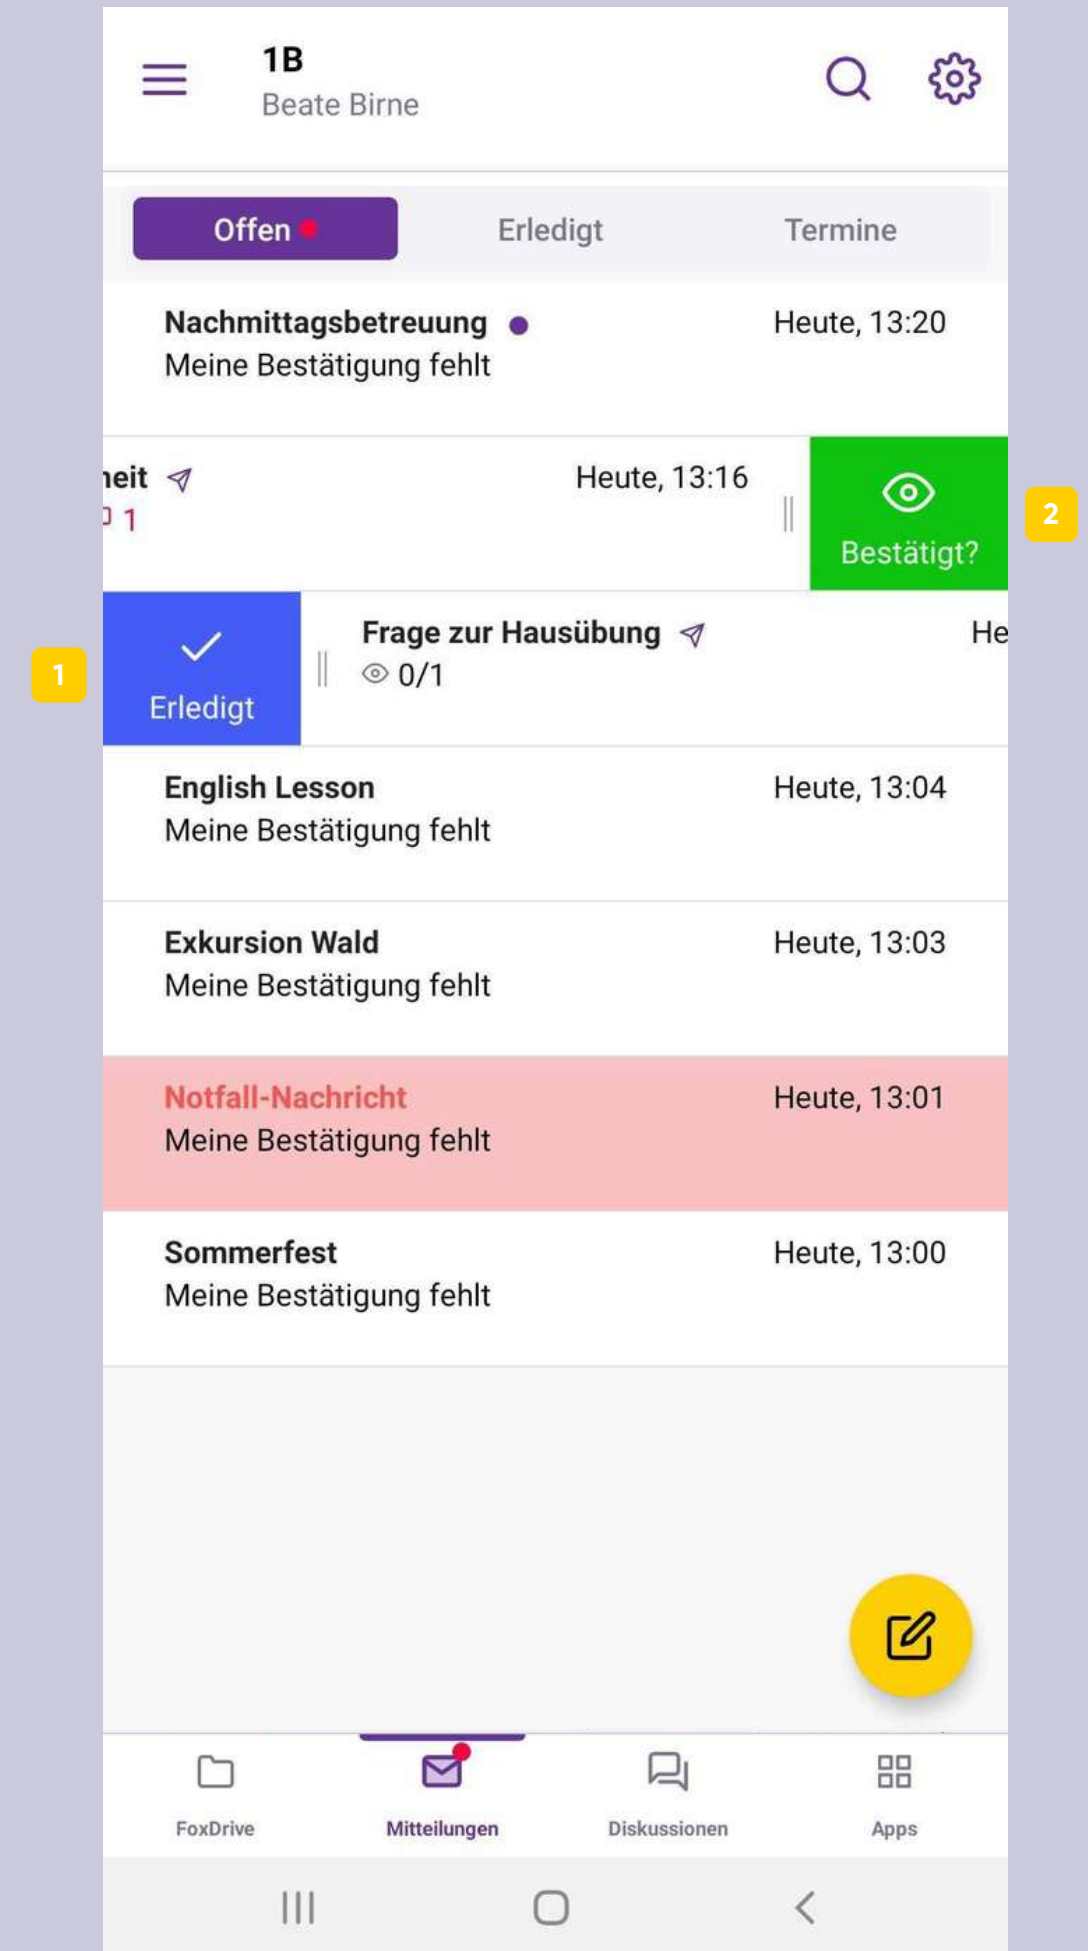 1B
Beate Birne
Offen Erledigt Termine
Nachmittagsbetreuung Heute, 13:20
Meine Bestätigung fehlt
heit Heute, 13:16
1
Bestätigt?
2
Frage zur Hausübung He
0/1
Erledigt
1
English Lesson Heute, 13:04
Meine Bestätigung fehlt
Exkursion Wald Heute, 13:03
Meine Bestätigung fehlt
Notfall-Nachricht Heute, 13:01
Meine Bestätigung fehlt
Sommerfest Heute, 13:00
Meine Bestätigung fehlt
FoxDrive Mitteilungen Diskussionen Apps